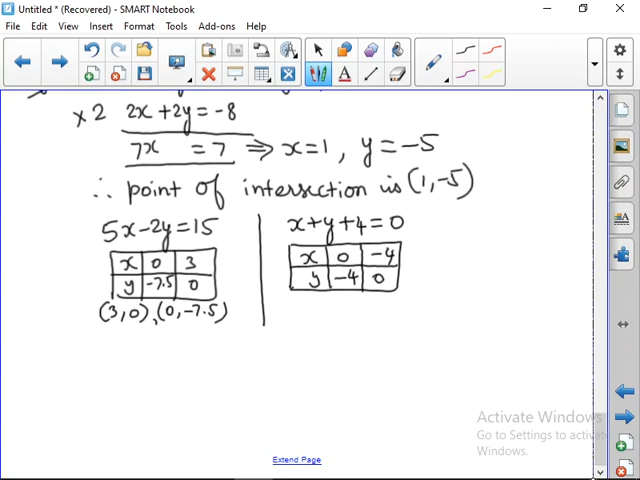 Untitled * (Recovered) - SMART Notebook
File Edit View Insert Format Tools Add-ons Help
×2 2x + 2y = -8
7x = 7 ⇒ x = 1, y = -5
∴ point of intersection is (1, -5)
5x - 2y = 15
x 0 3
y -7.5 0
(3, 0), (0, -7.5)
x + y + 4 = 0
x 0 -4
y -4 0
Activate Windows
Go to Settings to activate
Windows.
Extend Page